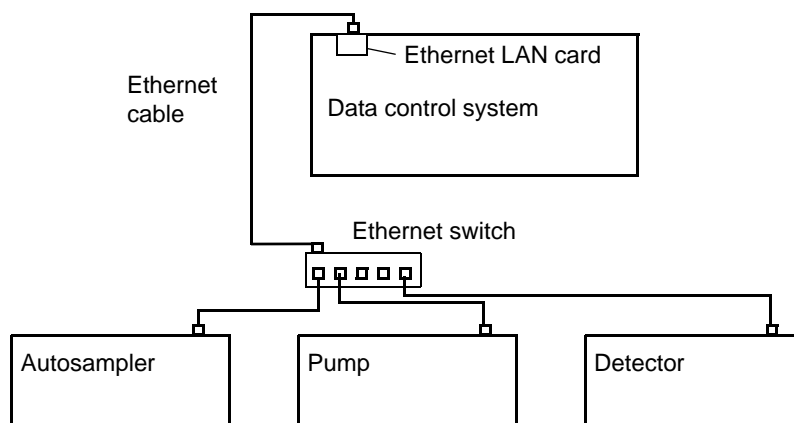 Ethernet LAN card
Ethernet
cable
Data control system
Ethernet switch
Autosampler
Pump
Detector